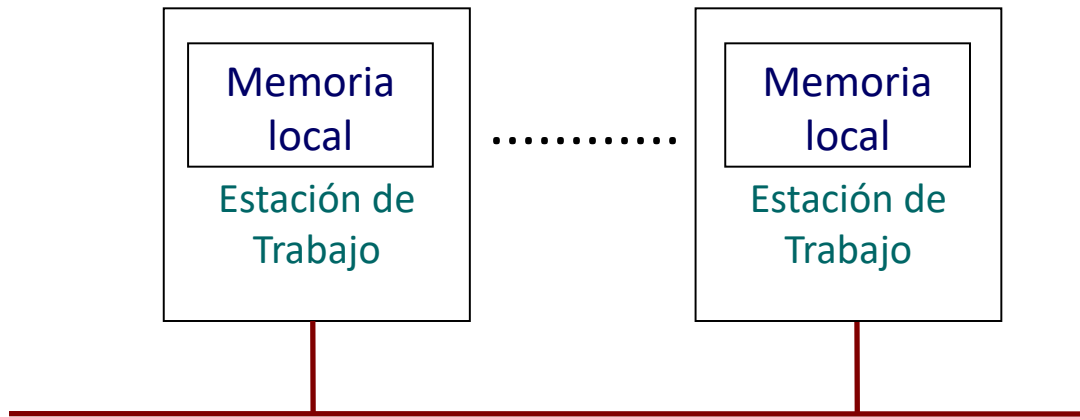 Memoria
local
Estación de
Trabajo
............
Memoria
local
Estación de
Trabajo